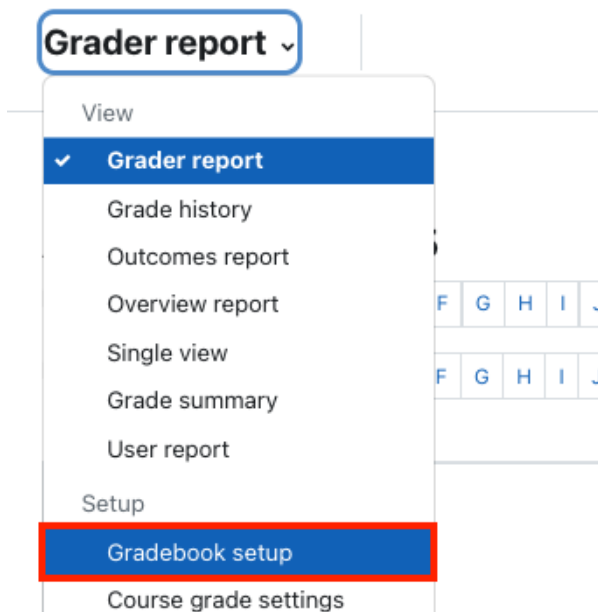 Grader report
View
Grader report
Grade history
Outcomes report
Overview report
F G H I J
Single view
F G H I J
Grade summary
User report
Setup
Gradebook setup
Course grade settings